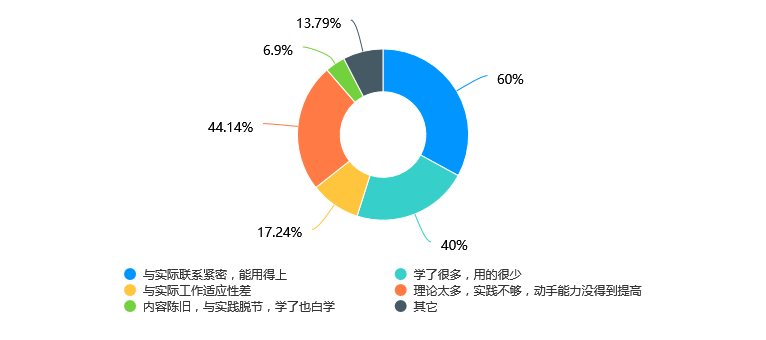 13.79%
6.9%
60%
44.14%
17.24%
40%
与实际联系紧密，能用得上
学了很多，用的很少
与实际工作适应性差
理论太多，实践不够，动手能力没得到提高
内容陈旧，与实践脱节，学了也白学
其它